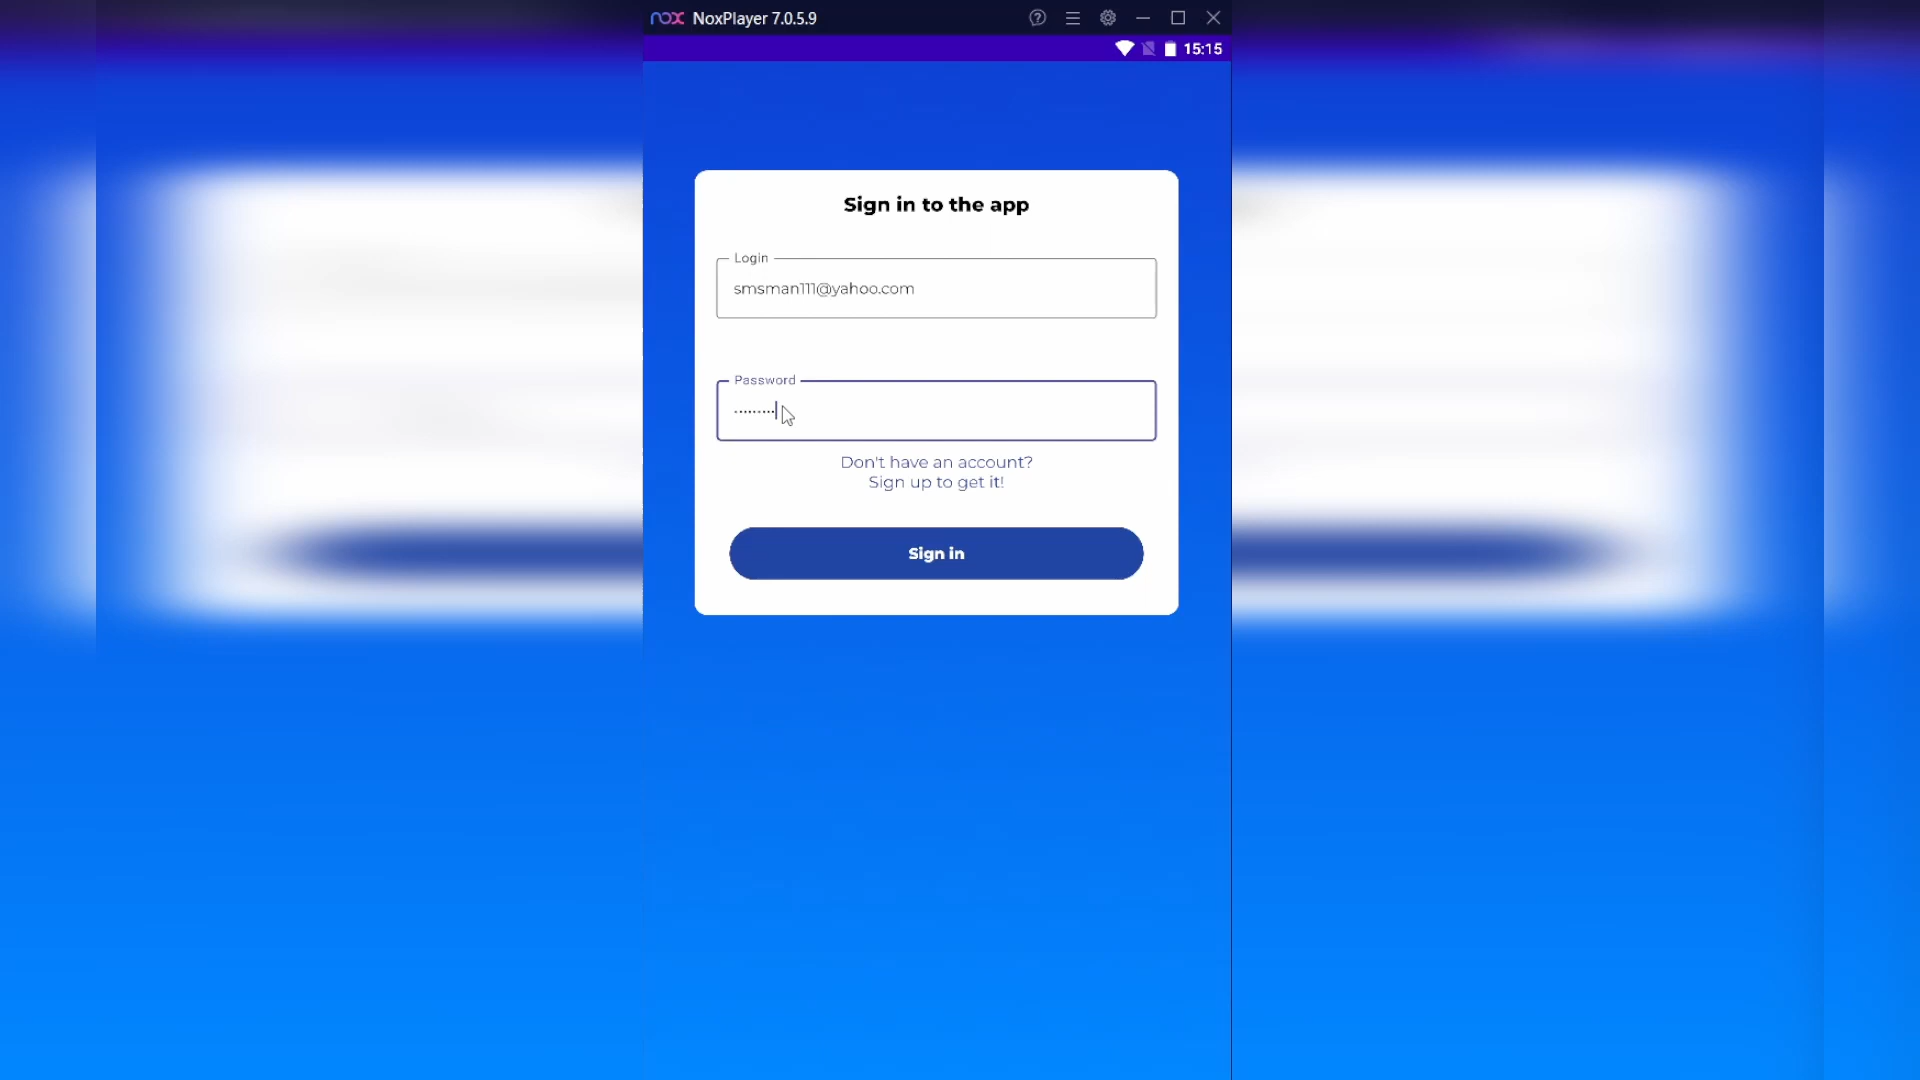 nox NoxPlayer 7.0.5.9
15:15
Sign in to the app
Login
smsman111@yahoo.com
Password
Don't have an account?
Sign up to get it!
Sign in